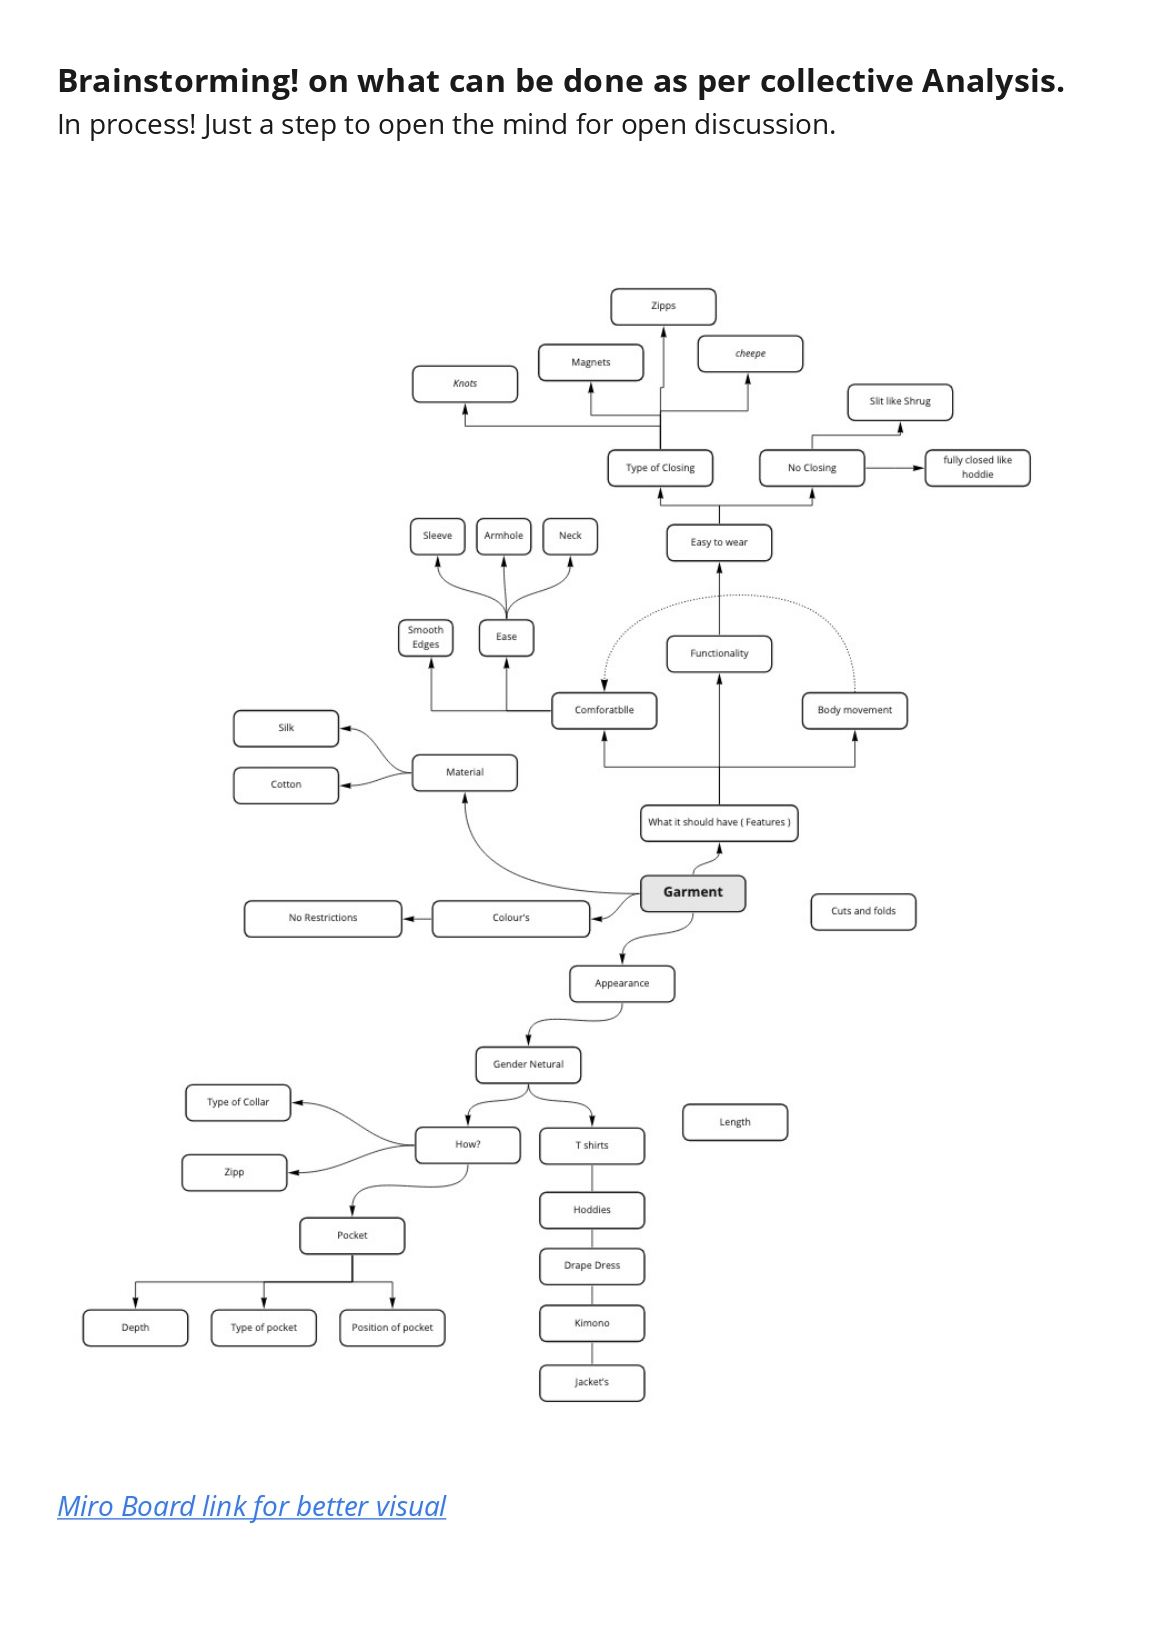 Brainstorming! on what can be done as per collective Analysis.
In process! Just a step to open the mind for open discussion.
Zipps
cheepe
Magnets
Knots
Slit like Shrug
Type of Closing
No Closing
fully closed like
hoddie
Sleeve
Armhole
Neck
Easy to wear
Smooth
Edges
Ease
Functionality
Comforatblle
Body movement
Silk
Material
Cotton
What it should have ( Features )
Garment
Cuts and folds
No Restrictions
Colour's
Appearance
Gender Netural
Type of Collar
Length
How?
T shirts
Zipp
Hoddies
Pocket
Drape Dress
Depth
Type of pocket
Position of pocket
Kimono
Jacket's
Miro Board link for better visual